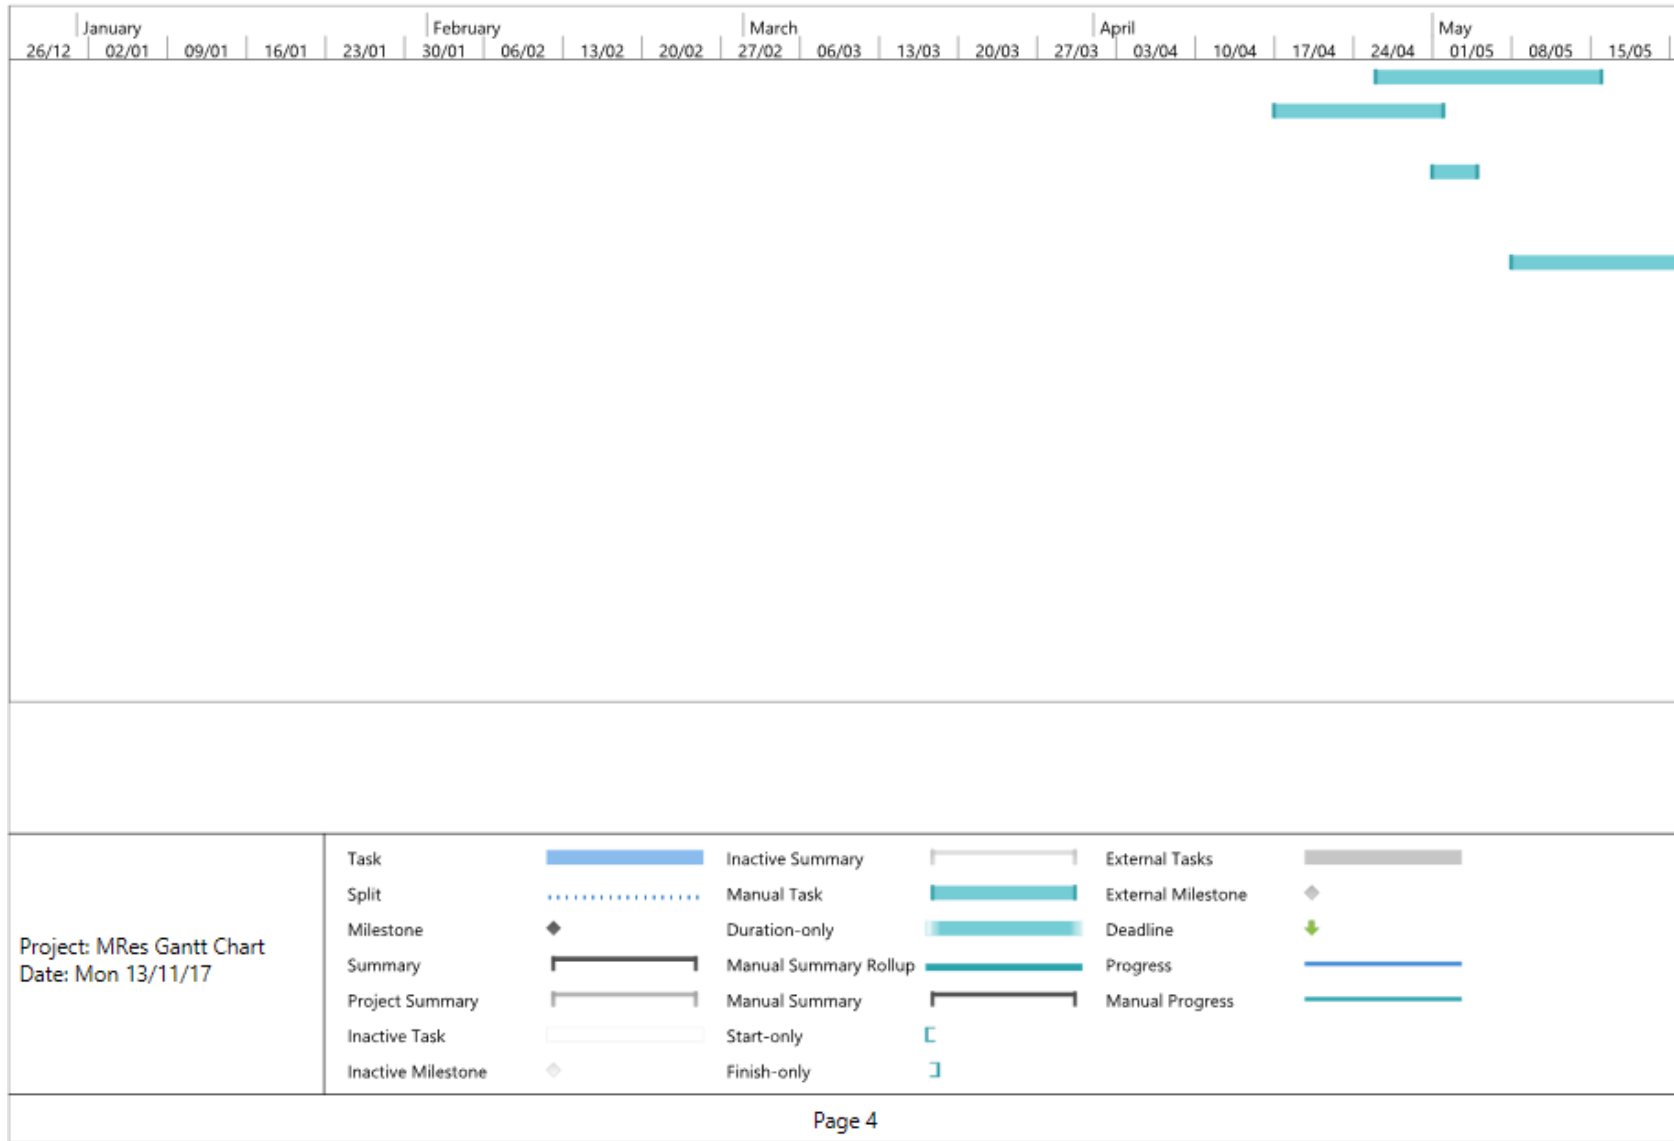 January February March April May
26/12 02/01 09/01 16/01 23/01 30/01 06/02 13/02 20/02 27/02 06/03 13/03 20/03 27/03 03/04 10/04 17/04 24/04 01/05 08/05 15/05
Project: MRes Gantt Chart
Date: Mon 13/11/17
Task
Split
Milestone
Summary
Project Summary
Inactive Task
Inactive Milestone
Inactive Summary
Manual Task
Duration-only
Manual Summary Rollup
Manual Summary
Start-only
Finish-only
External Tasks
External Milestone
Deadline
Progress
Manual Progress
Page 4